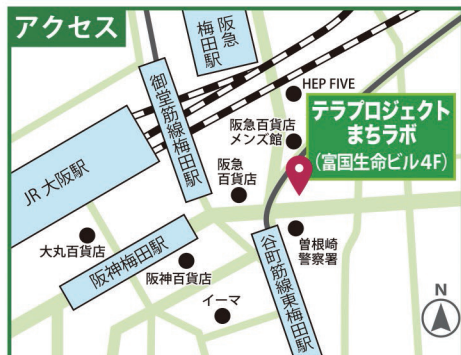 アクセス
阪急
梅田駅
御堂筋線梅田駅
HEP FIVE
テラプロジェクト
まちラボ
(富国生命ビル4F)
阪急百貨店
メンズ館
JR 大阪駅
阪急
百貨店
大丸百貨店
阪神梅田駅
阪神百貨店
曽根崎
警察署
谷町筋線東梅田駅
イーマ
N